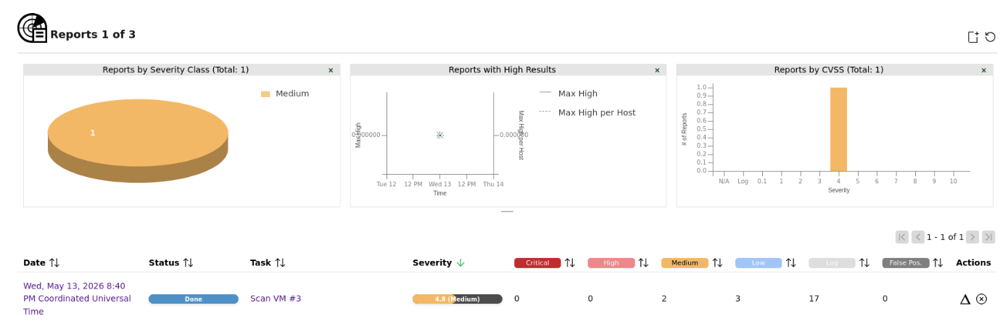 Reports 1 of 3
Reports by Severity Class (Total: 1)
×
1
Medium
Reports with High Results
×
Max High
Max High per Host
Max High
0.000000
0.000000
Max High per Host
Tue 12
12 PM
Wed 13
12 PM
Thu 14
Time
Reports by CVSS (Total: 1)
×
# of Reports
1.0
0.9
0.8
0.7
0.6
0.5
0.4
0.3
0.2
0.1
0.0
N/A
Log
0.1
1
2
3
4
5
6
7
8
9
10
Severity
1 - 1 of 1
Date
Status
Task
Severity
Critical
High
Medium
Low
Log
False Pos.
Actions
Wed, May 13, 2026 8:40
PM Coordinated Universal
Time
Done
Scan VM #3
4.8 (Medium)
0
0
2
3
17
0